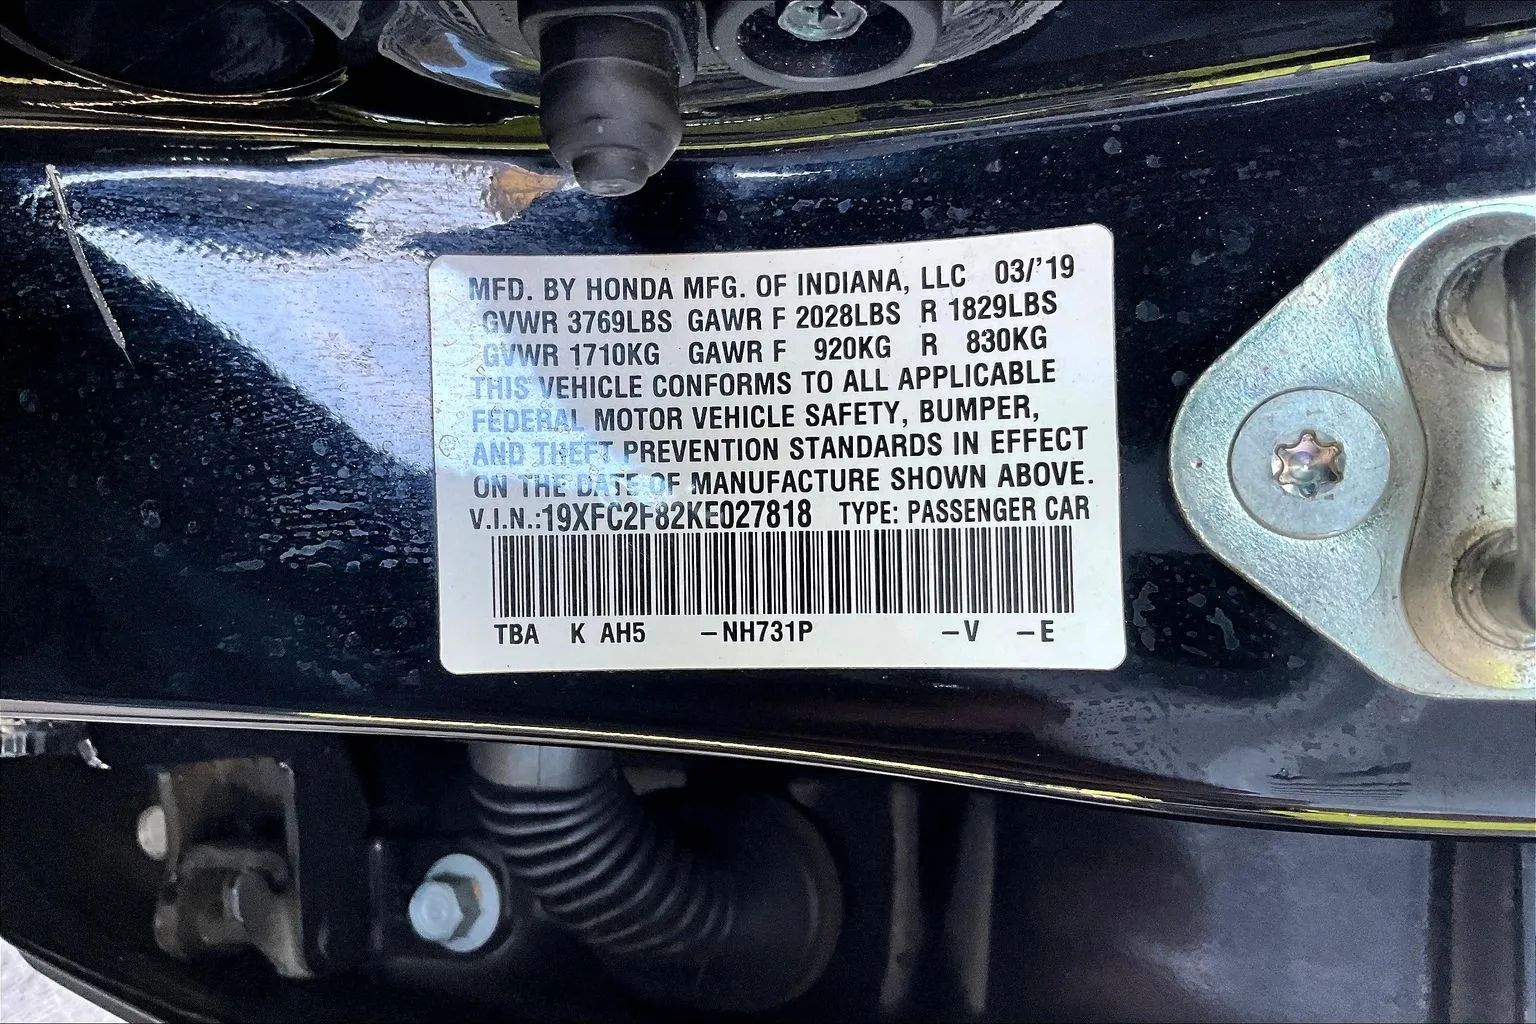 MFD. BY HONDA MFG. OF INDIANA, LLC 03/'19
GVWR 3769LBS GAWR F 2028LBS R 1829LBS
GVWR 1710KG GAWR F 920KG R 830KG
THIS VEHICLE CONFORMS TO ALL APPLICABLE
FEDERAL MOTOR VEHICLE SAFETY, BUMPER,
AND THEFT PREVENTION STANDARDS IN EFFECT
ON THE DATE OF MANUFACTURE SHOWN ABOVE.
V.I.N.:19XFC2F82KE027818 TYPE: PASSENGER CAR
TBA K AH5 –NH731P –V –E